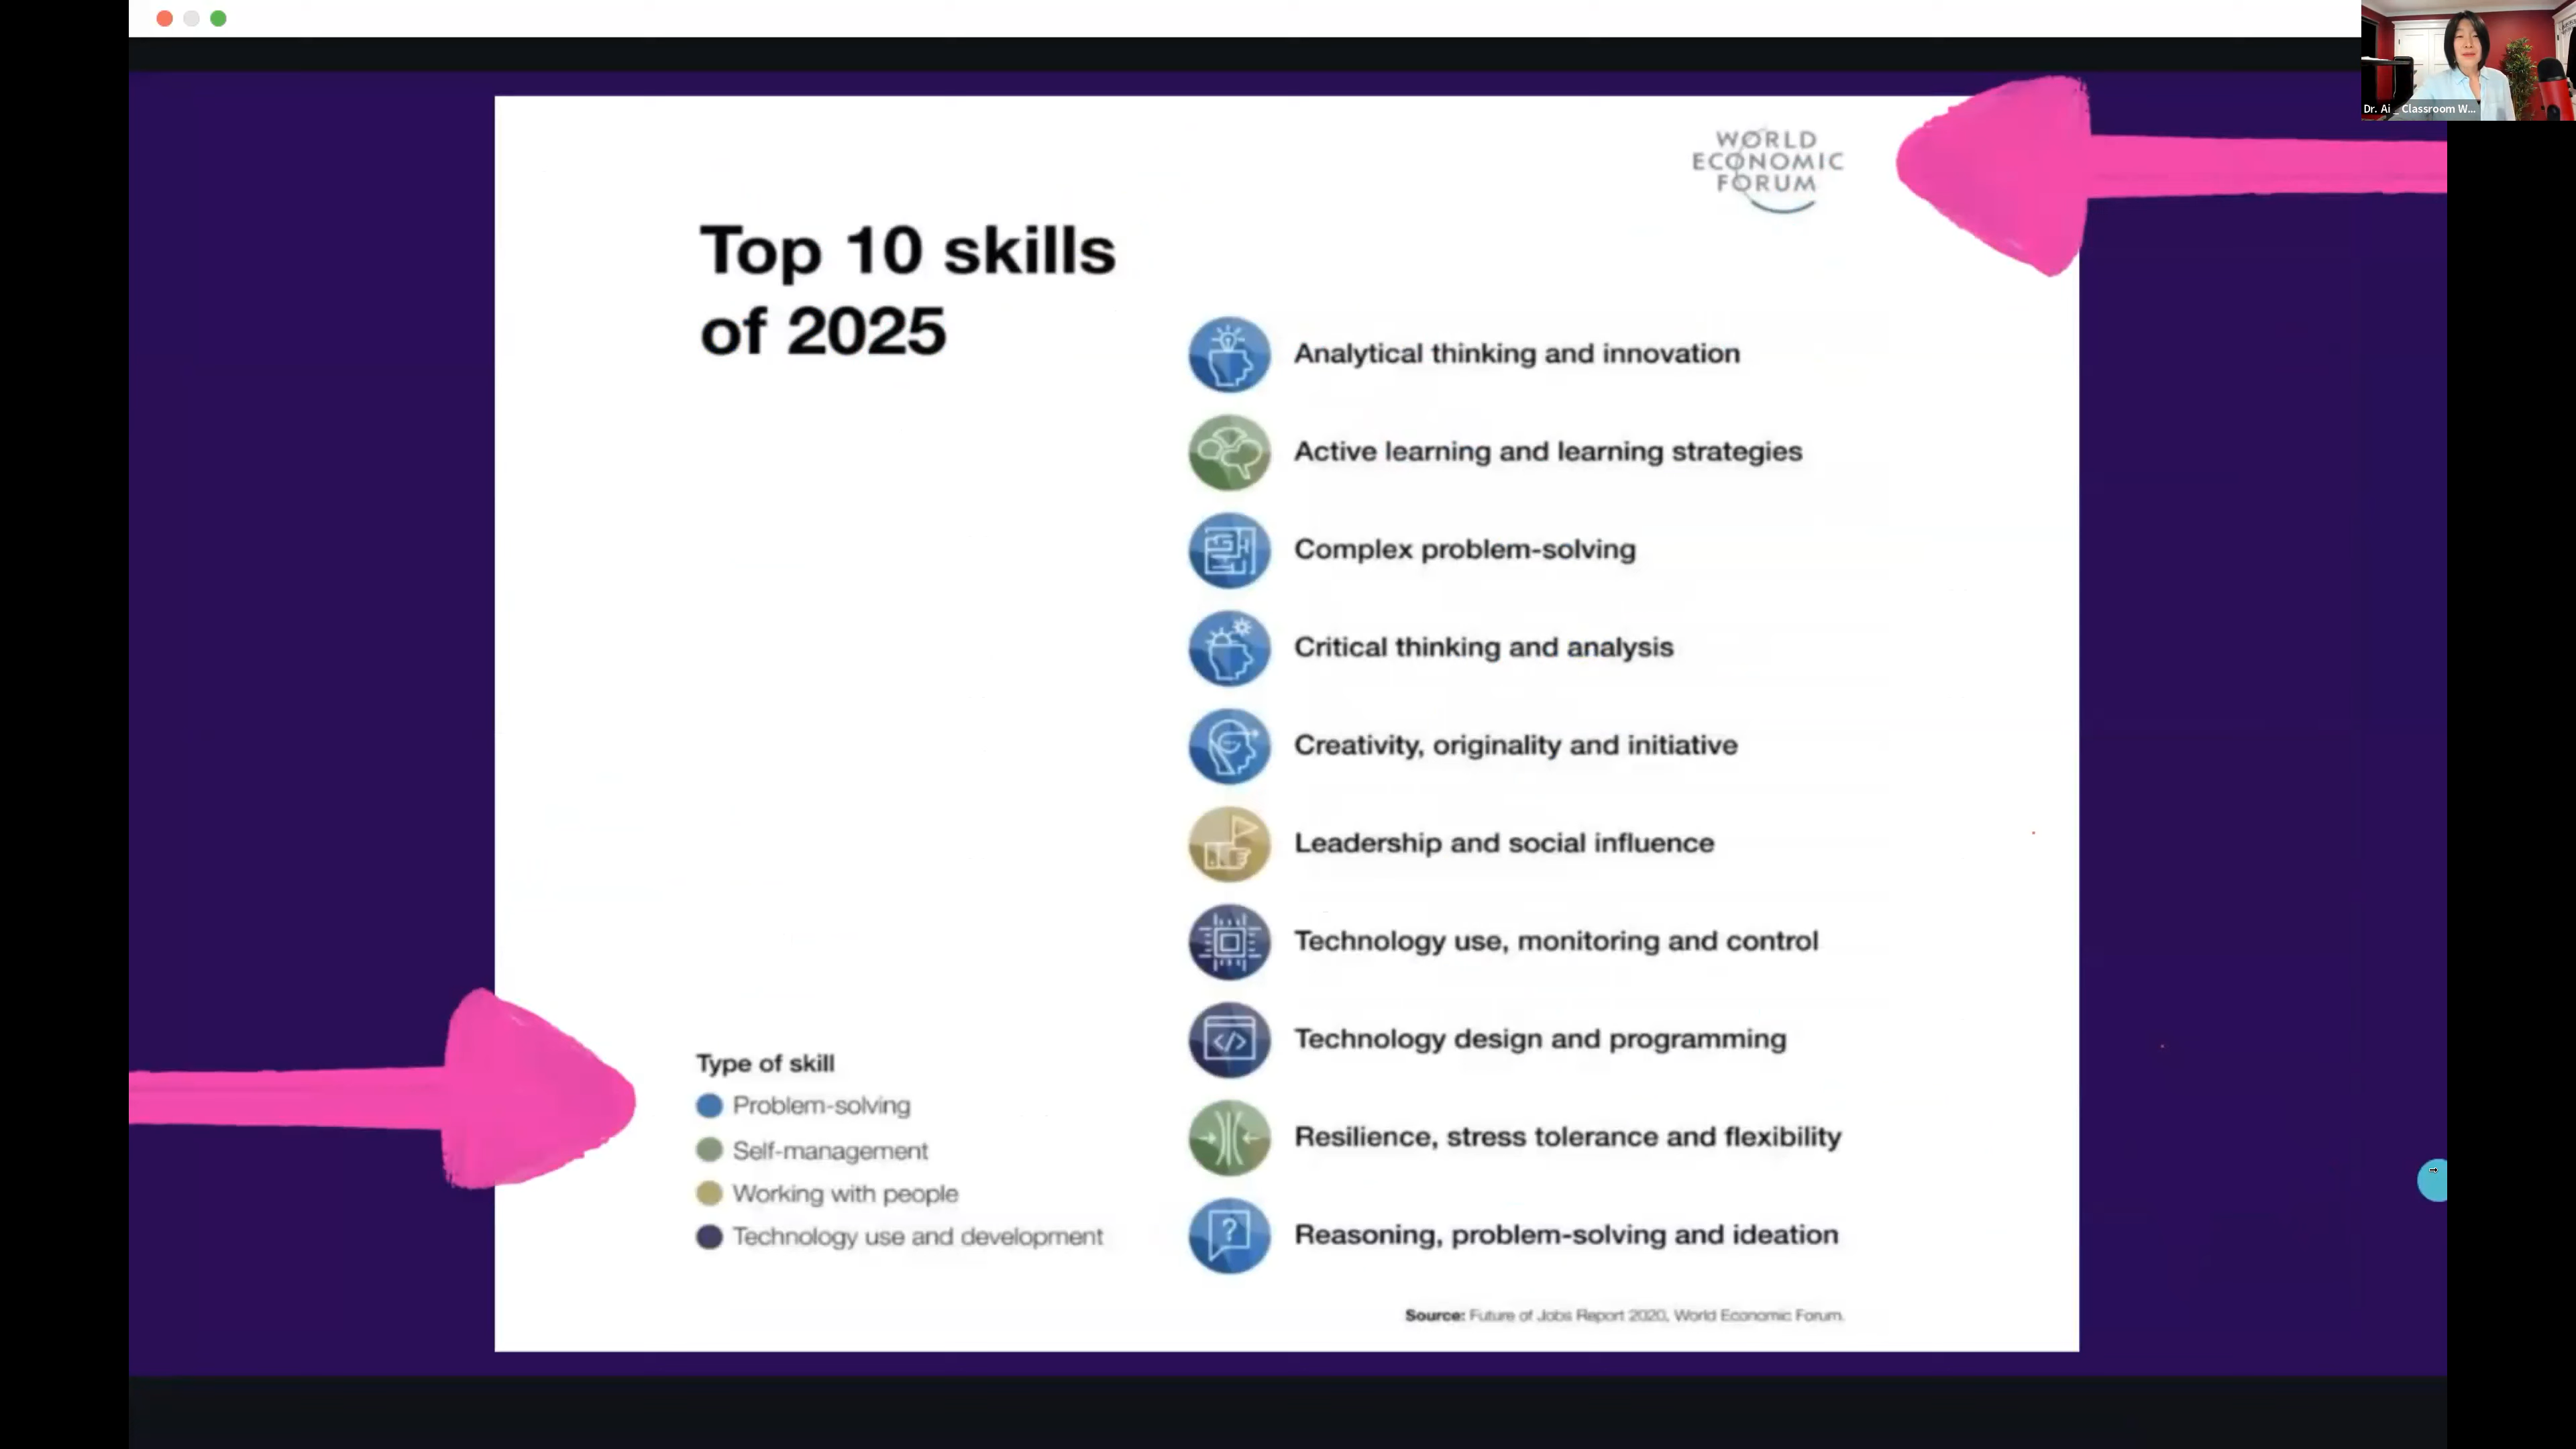 Dr. Ai _ Classroom W...
WORLD
ECONOMIC
FORUM
Top 10 skills
of 2025
Analytical thinking and innovation
Active learning and learning strategies
Complex problem-solving
Critical thinking and analysis
Creativity, originality and initiative
Leadership and social influence
Technology use, monitoring and control
Technology design and programming
Resilience, stress tolerance and flexibility
Reasoning, problem-solving and ideation
Type of skill
Problem-solving
Self-management
Working with people
Technology use and development
Source: Future of Jobs Report 2020, World Economic Forum.